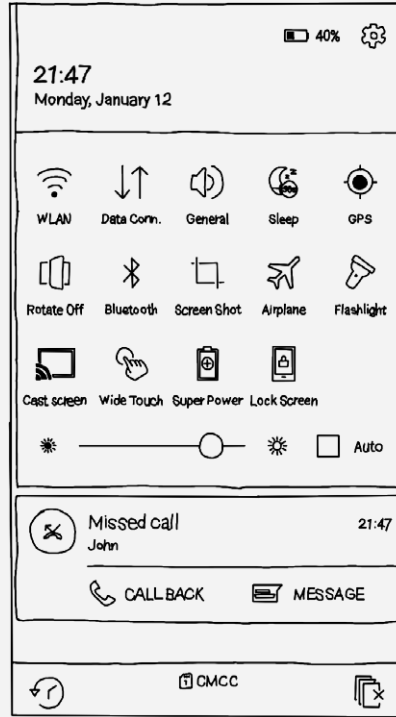 40%
21:47
Monday, January 12
WLAN Data Conn. General Sleep GPS
Rotate Off Bluetooth Screen Shot Airplane Flashlight
Cast screen Wide Touch Super Power Lock Screen
Auto
Missed call 21:47
John
CALL BACK MESSAGE
CMCC